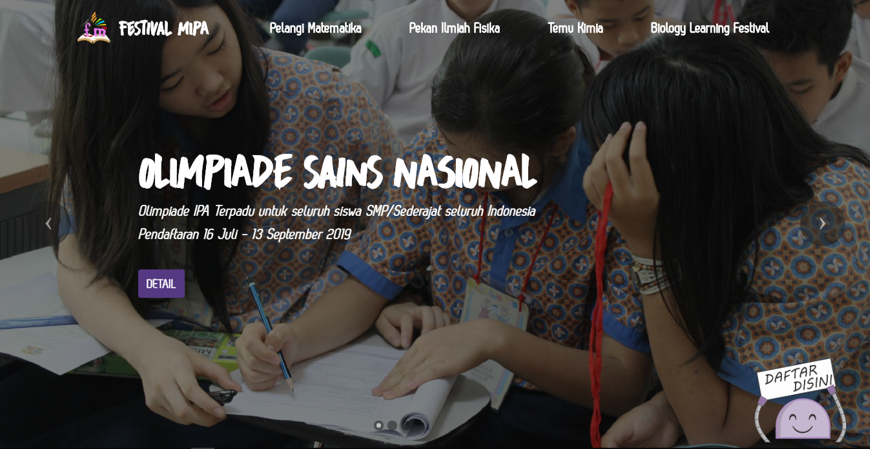 FESTIVAL MIPA
Pelangi Matematika
Pekan Ilmiah Fisika
Temu Kimia
Biology Learning Festival
OLIMPIADE SAINS NASIONAL
Olimpiade IPA Terpadu untuk seluruh siswa SMP/Sederajat seluruh Indonesia
Pendaftaran 16 Juli - 13 September 2019
DETAIL
DAFTAR
DISINI